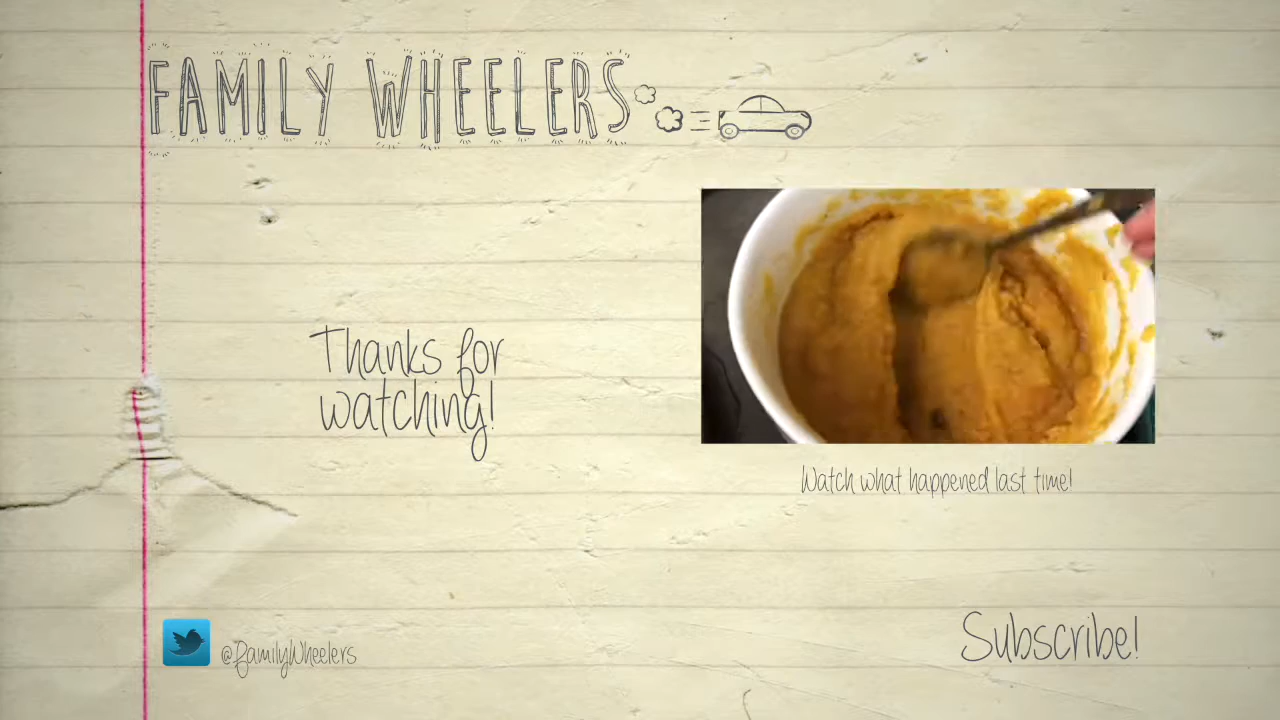 FAMILY WHEELERS
Thanks for
watching!
Watch what happened last time!
@FamilyWheelers
Subscribe!